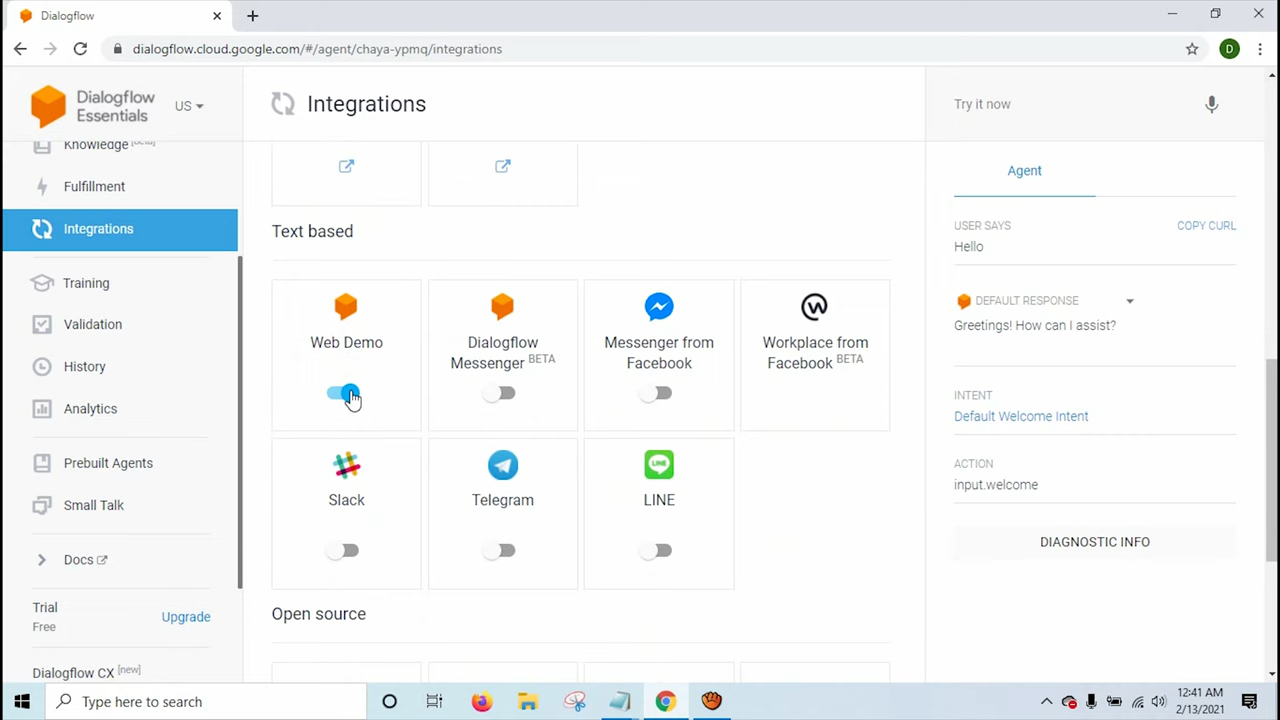 Dialogflow
dialogflow.cloud.google.com/#/agent/chaya-ypmq/integrations
D
Dialogflow
Essentials
US
Knowledge [beta]
Fulfillment
Integrations
Training
Validation
History
Analytics
Prebuilt Agents
Small Talk
Docs
Trial
Free
Upgrade
Dialogflow CX [new]
Integrations
Text based
Web Demo
Dialogflow
Messenger BETA
Messenger from
Facebook
Workplace from
Facebook BETA
Slack
Telegram
LINE
Open source
Try it now
Agent
USER SAYS
COPY CURL
Hello
DEFAULT RESPONSE
Greetings! How can I assist?
INTENT
Default Welcome Intent
ACTION
input.welcome
DIAGNOSTIC INFO
Type here to search
12:41 AM
2/13/2021